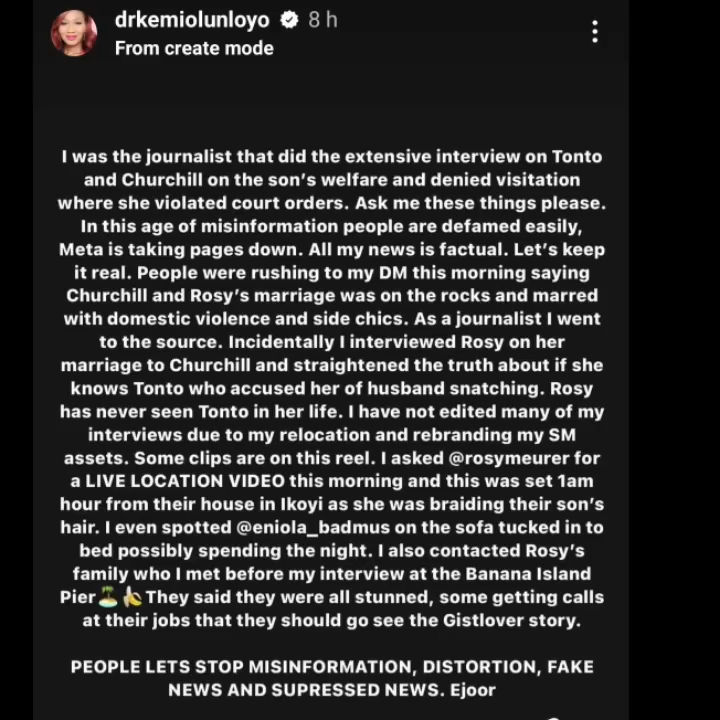 drkemiolunloyo 8 h
From create mode
I was the journalist that did the extensive interview on Tonto
and Churchill on the son's welfare and denied visitation
where she violated court orders. Ask me these things please.
In this age of misinformation people are defamed easily,
Meta is taking pages down. All my news is factual. Let's keep
it real. People were rushing to my DM this morning saying
Churchill and Rosy's marriage was on the rocks and marred
with domestic violence and side chics. As a journalist I went
to the source. Incidentally I interviewed Rosy on her
marriage to Churchill and straightened the truth about if she
knows Tonto who accused her of husband snatching. Rosy
has never seen Tonto in her life. I have not edited many of my
interviews due to my relocation and rebranding my SM
assets. Some clips are on this reel. I asked @rosymeurer for
a LIVE LOCATION VIDEO this morning and this was set 1am
hour from their house in Ikoyi as she was braiding their son's
hair. I even spotted @eniola_badmus on the sofa tucked in to
bed possibly spending the night. I also contacted Rosy's
family who I met before my interview at the Banana Island
Pier🏝️🍌They said they were all stunned, some getting calls
at their jobs that they should go see the Gistlover story.
PEOPLE LETS STOP MISINFORMATION, DISTORTION, FAKE
NEWS AND SUPRESSED NEWS. Ejoor